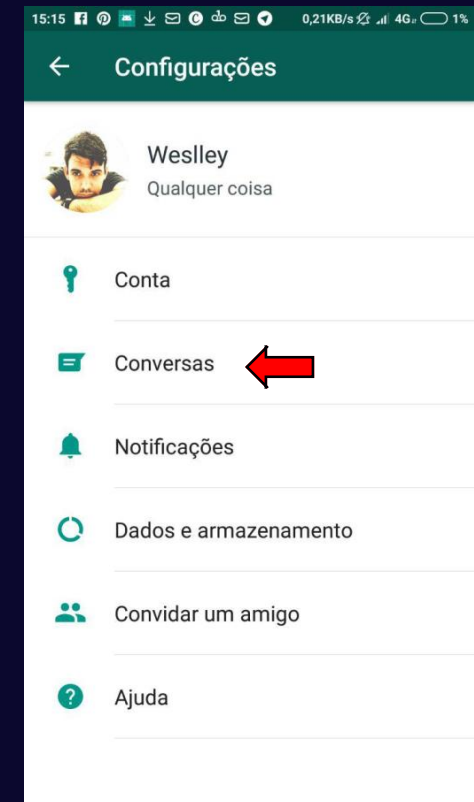 15:15 0,21KB/s 4G 1%
Configurações
Weslley
Qualquer coisa
Conta
Conversas
Notificações
Dados e armazenamento
Convidar um amigo
Ajuda